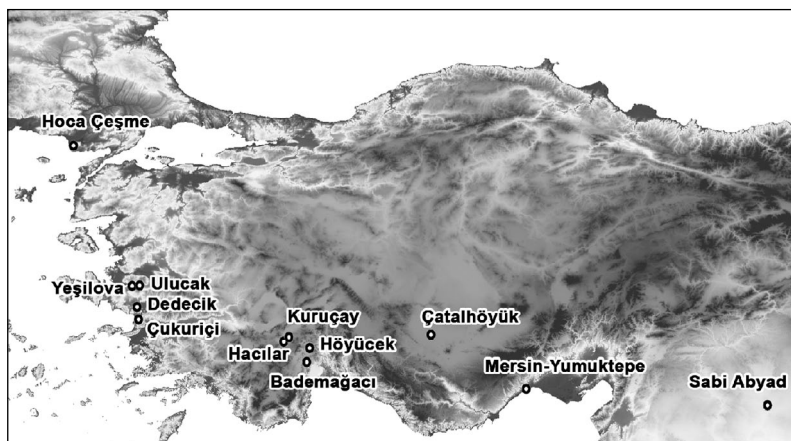 Hoca Çeşme
Yeşilova
Ulucak
Dedecik
Çukuriçi
Kuruçay
Hacılar
Höyücek
Bademağacı
Çatalhöyük
Mersin-Yumuktepe
Sabi Abyad